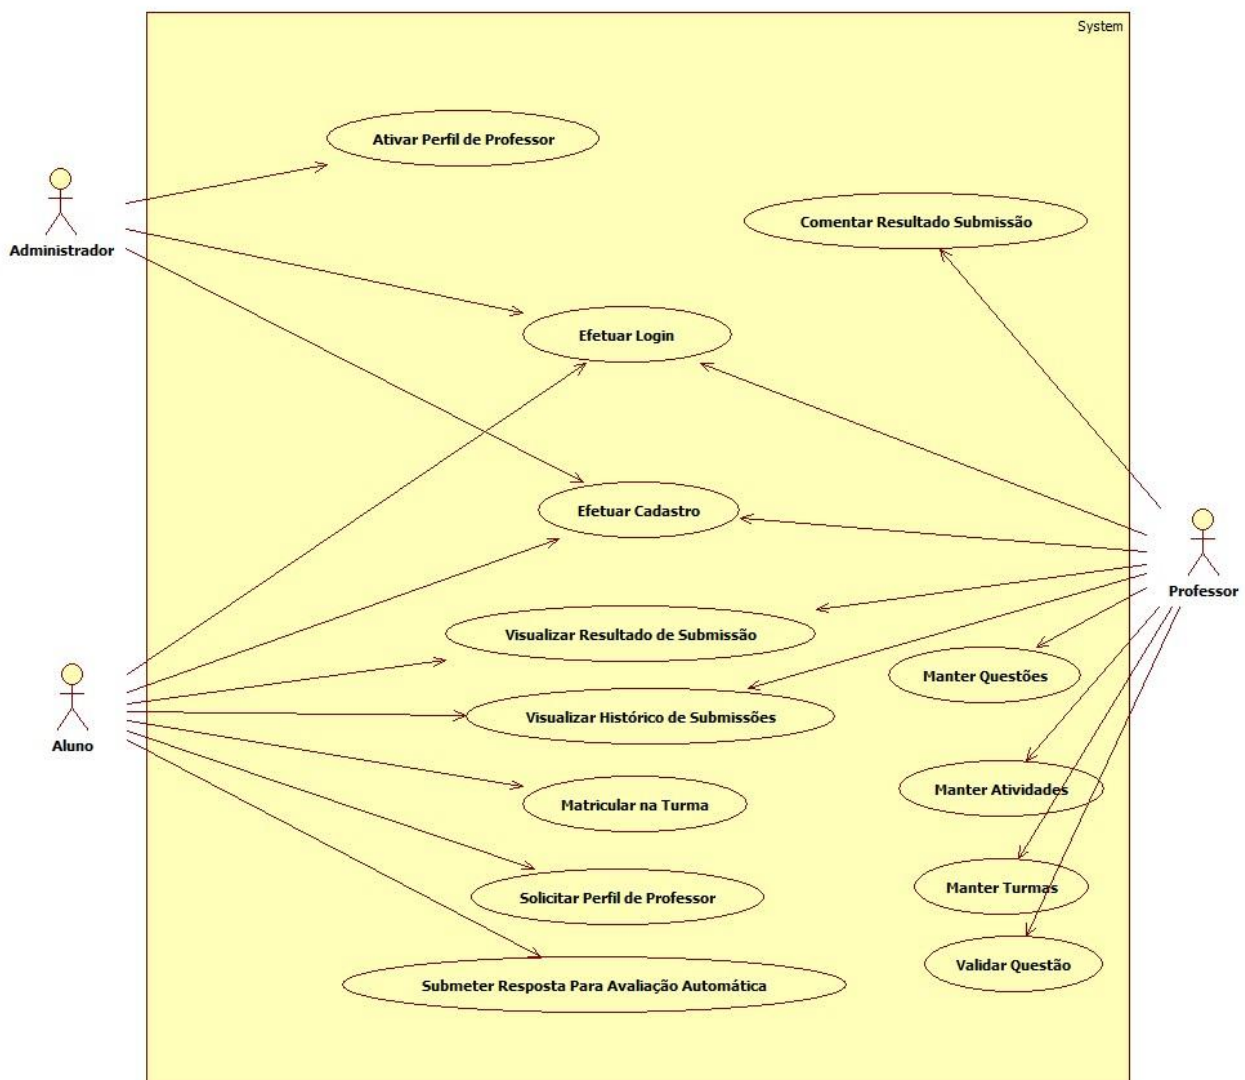 System
Ativar Perfil de Professor
Comentar Resultado Submissão
Administrador
Efetuar Login
Efetuar Cadastro
Professor
Visualizar Resultado de Submissão
Manter Questões
Visualizar Histórico de Submissões
Aluno
Manter Atividades
Matricular na Turma
Manter Turmas
Solicitar Perfil de Professor
Validar Questão
Submeter Resposta Para Avaliação Automática